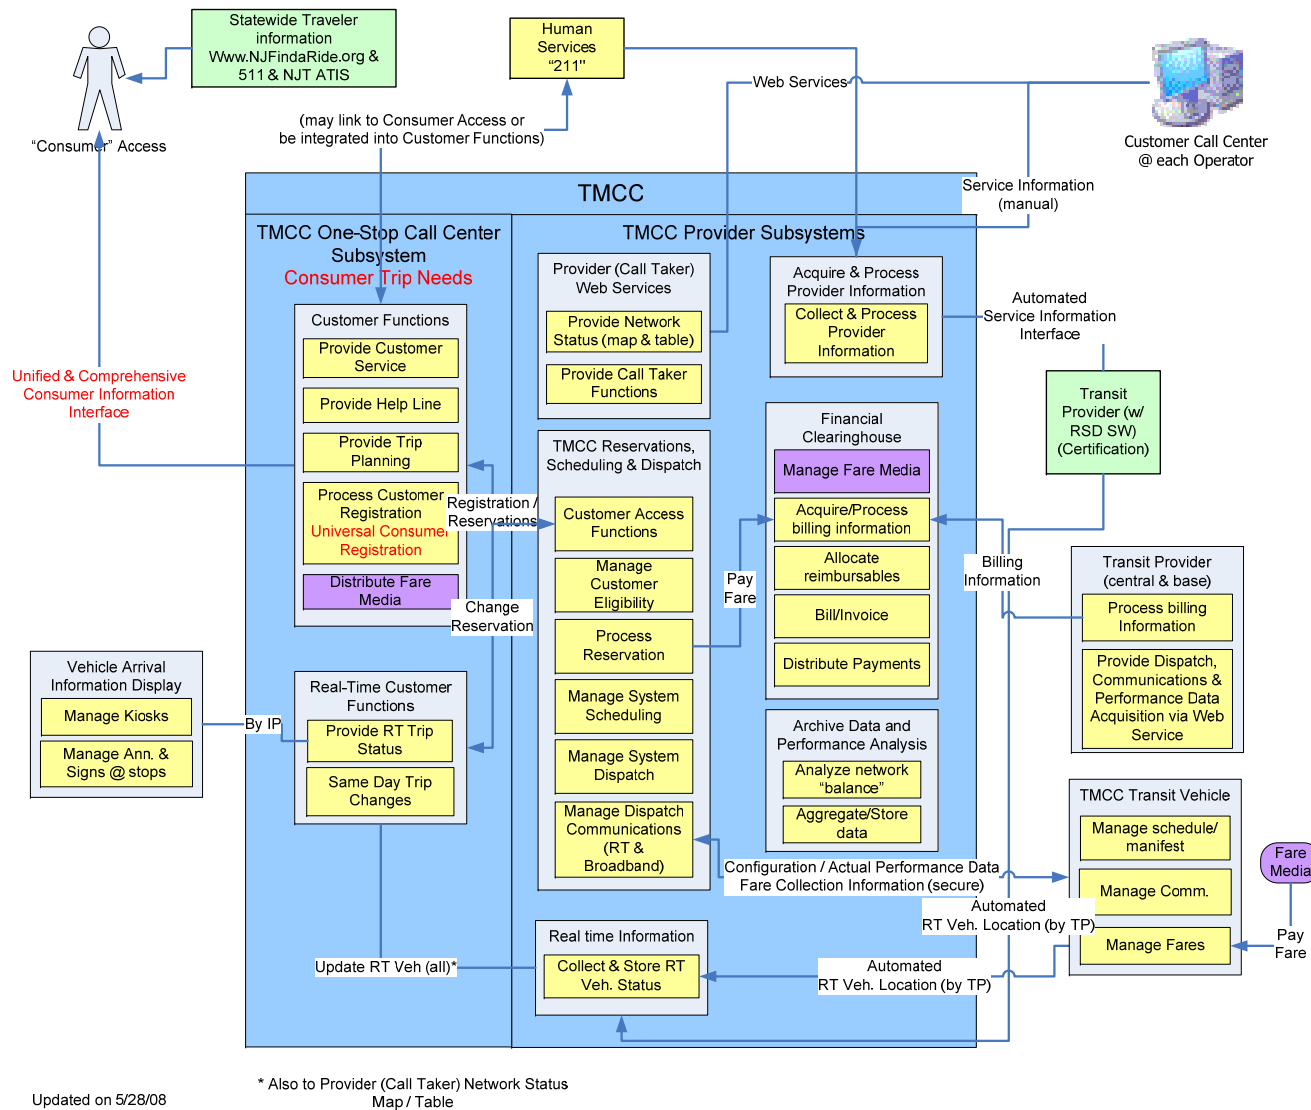 Statewide Traveler
information
Www.NJFindaRide.org &
511 & NJT ATIS
Human
Services
“211"
Web Services
(may link to Consumer Access or
be integrated into Customer Functions)
“Consumer” Access
Customer Call Center
@ each Operator
TMCC
Service Information
(manual)
TMCC One-Stop Call Center
Subsystem
Consumer Trip Needs
TMCC Provider Subsystems
Customer Functions
Provide Customer
Service
Provide Help Line
Provide Trip
Planning
Process Customer
Registration
Universal Consumer
Registration
Distribute Fare
Media
Unified & Comprehensive
Consumer Information
Interface
Provider (Call Taker)
Web Services
Provide Network
Status (map & table)
Provide Call Taker
Functions
Acquire & Process
Provider Information
Collect & Process
Provider
Information
Automated
Service Information
Interface
Transit
Provider (w/
RSD SW)
(Certification)
TMCC Reservations,
Scheduling & Dispatch
Customer Access
Functions
Manage
Customer
Eligibility
Process
Reservation
Manage System
Scheduling
Manage System
Dispatch
Manage Dispatch
Communications
(RT &
Broadband)
Registration /
Reservations
Change
Reservation
Pay
Fare
Financial
Clearinghouse
Manage Fare Media
Acquire/Process
billing information
Allocate
reimbursables
Bill/Invoice
Distribute Payments
Billing
Information
Transit Provider
(central & base)
Process billing
Information
Provide Dispatch,
Communications &
Performance Data
Acquisition via Web
Service
Vehicle Arrival
Information Display
Manage Kiosks
Manage Ann. &
Signs @ stops
By IP
Real-Time Customer
Functions
Provide RT Trip
Status
Same Day Trip
Changes
Archive Data and
Performance Analysis
Analyze network
“balance”
Aggregate/Store
data
TMCC Transit Vehicle
Manage schedule/
manifest
Manage Comm.
Manage Fares
Fare
Media
Pay
Fare
Configuration / Actual Performance Data
Fare Collection Information (secure)
Automated
RT Veh. Location (by TP)
Real time Information
Collect & Store RT
Veh. Status
Update RT Veh (all)*
Automated
RT Veh. Location (by TP)
* Also to Provider (Call Taker) Network Status
Map / Table
Updated on 5/28/08